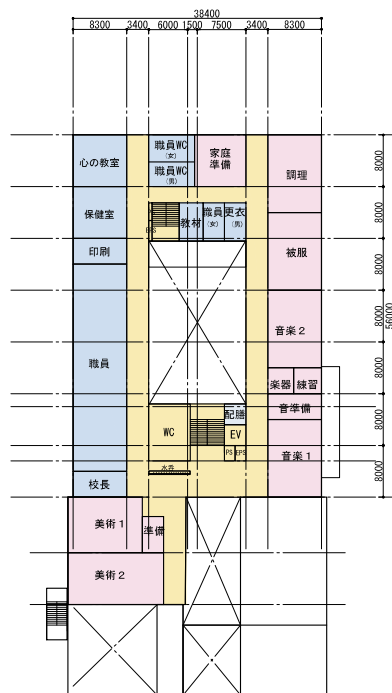 38400
8300 3400 6000 1500 7500 3400 8300
心の教室
職員WC
(女)
職員WC
(男)
家庭
準備
調理
保健室
EPS
教材
職員
(女)
更衣
(男)
印刷
被服
音楽2
職員
楽器
練習
配膳
音準備
WC
EV
PS
EPS
音楽1
水呑
校長
美術1
準備
美術2
8000
8000
8000
8000
56000
8000
8000
8000